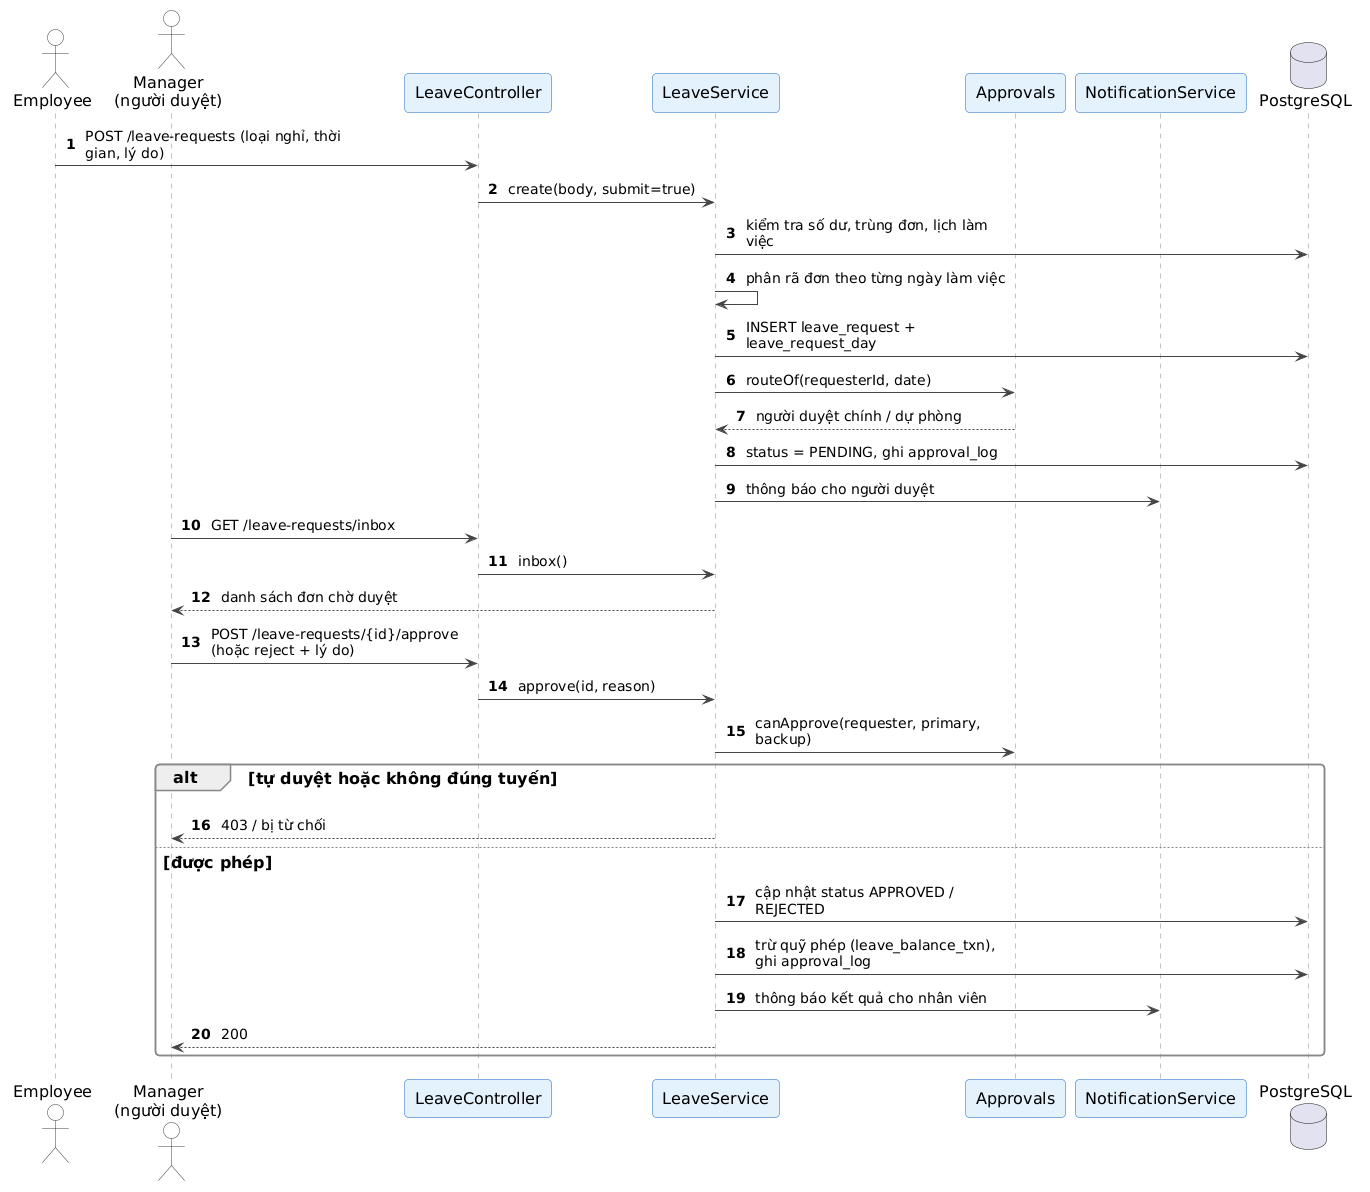 Employee
Manager
(người duyệt)
LeaveController
LeaveService
Approvals
NotificationService
PostgreSQL
1 POST /leave-requests (loại nghỉ, thời
gian, lý do)
2 create(body, submit=true)
3 kiểm tra số dư, trùng đơn, lịch làm
việc
4 phân rã đơn theo từng ngày làm việc
5 INSERT leave_request +
leave_request_day
6 routeOf(requesterId, date)
7 người duyệt chính / dự phòng
8 status = PENDING, ghi approval_log
9 thông báo cho người duyệt
10 GET /leave-requests/inbox
11 inbox()
12 danh sách đơn chờ duyệt
13 POST /leave-requests/{id}/approve
(hoặc reject + lý do)
14 approve(id, reason)
15 canApprove(requester, primary,
backup)
alt [tự duyệt hoặc không đúng tuyến]
16 403 / bị từ chối
[được phép]
17 cập nhật status APPROVED /
REJECTED
18 trừ quỹ phép (leave_balance_txn),
ghi approval_log
19 thông báo kết quả cho nhân viên
20 200
Employee
Manager
(người duyệt)
LeaveController
LeaveService
Approvals
NotificationService
PostgreSQL